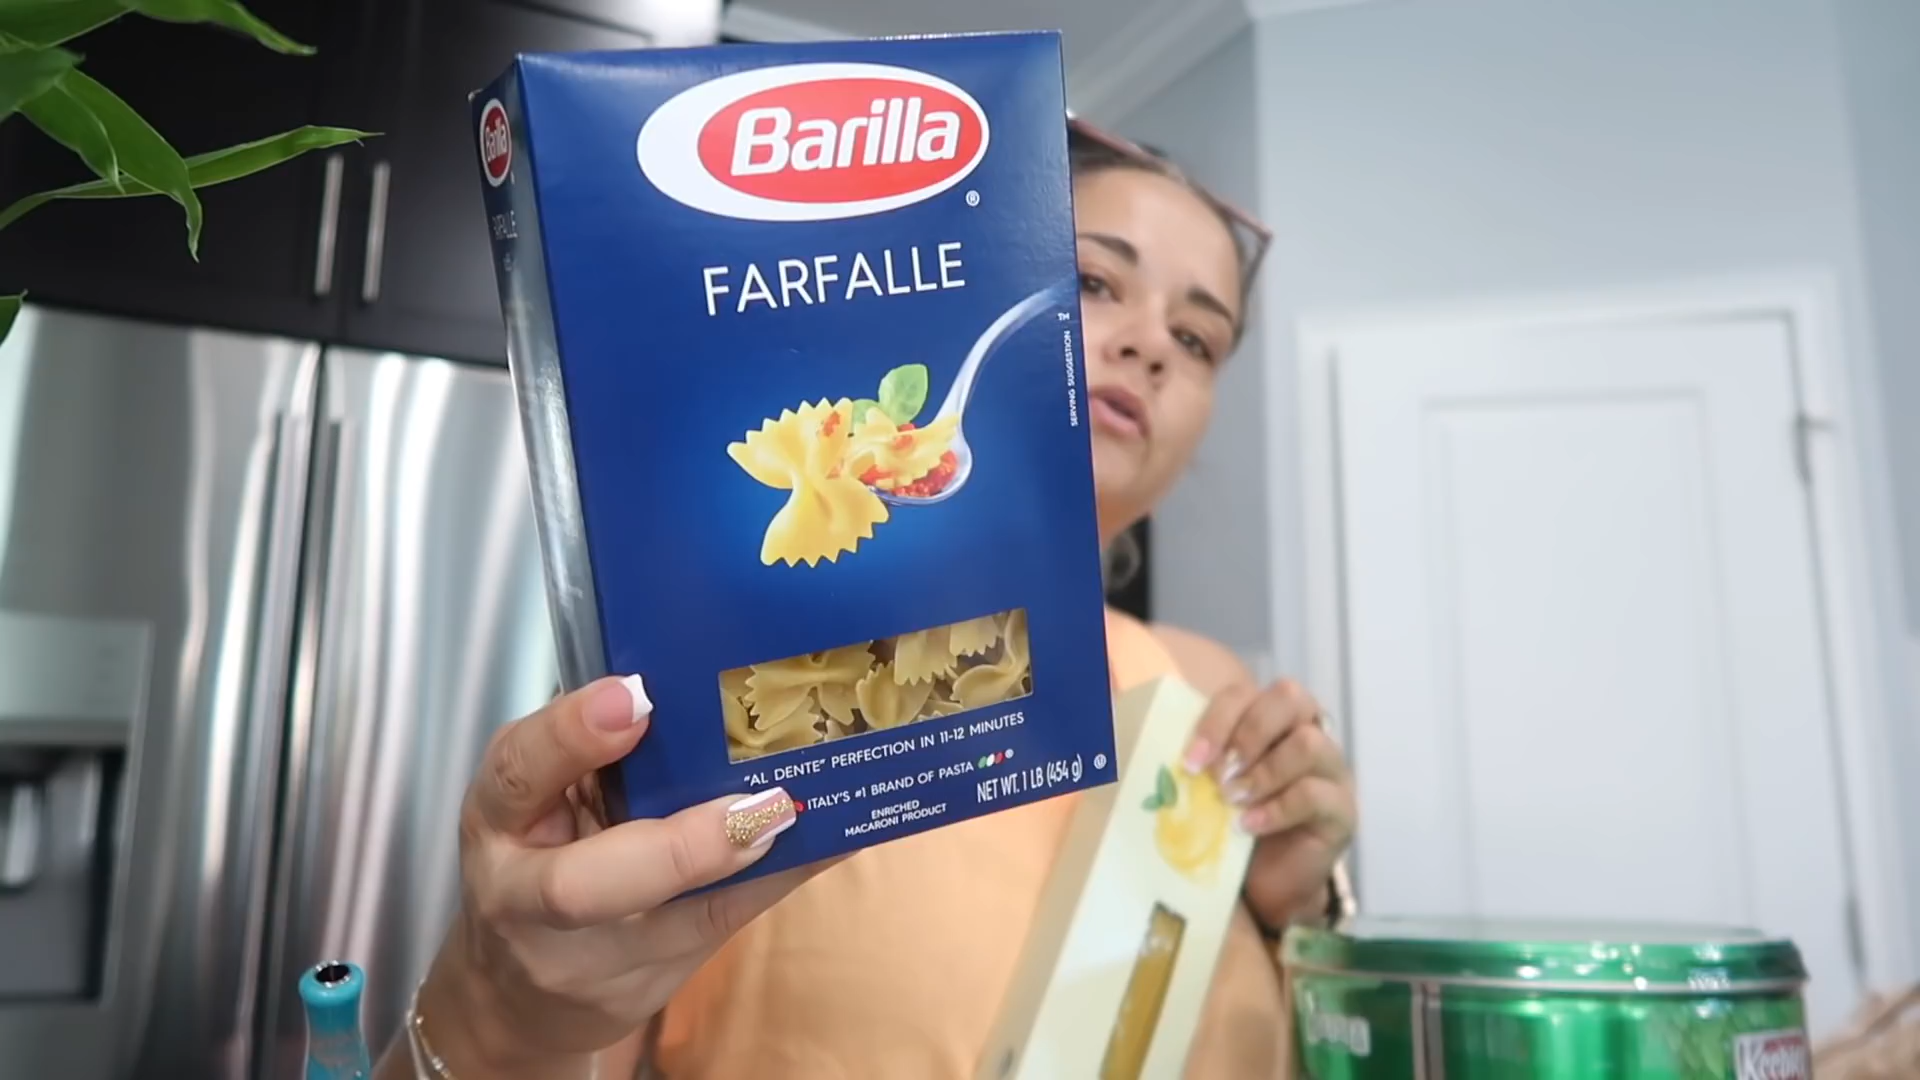 Barilla
®
FARFALLE
TM
SERVING SUGGESTION
"AL DENTE" PERFECTION IN 11-12 MINUTES
ITALY'S #1 BRAND OF PASTA ®
ENRICHED
MACARONI PRODUCT
NET WT. 1 LB (454 g)
Barilla
FARFALLE